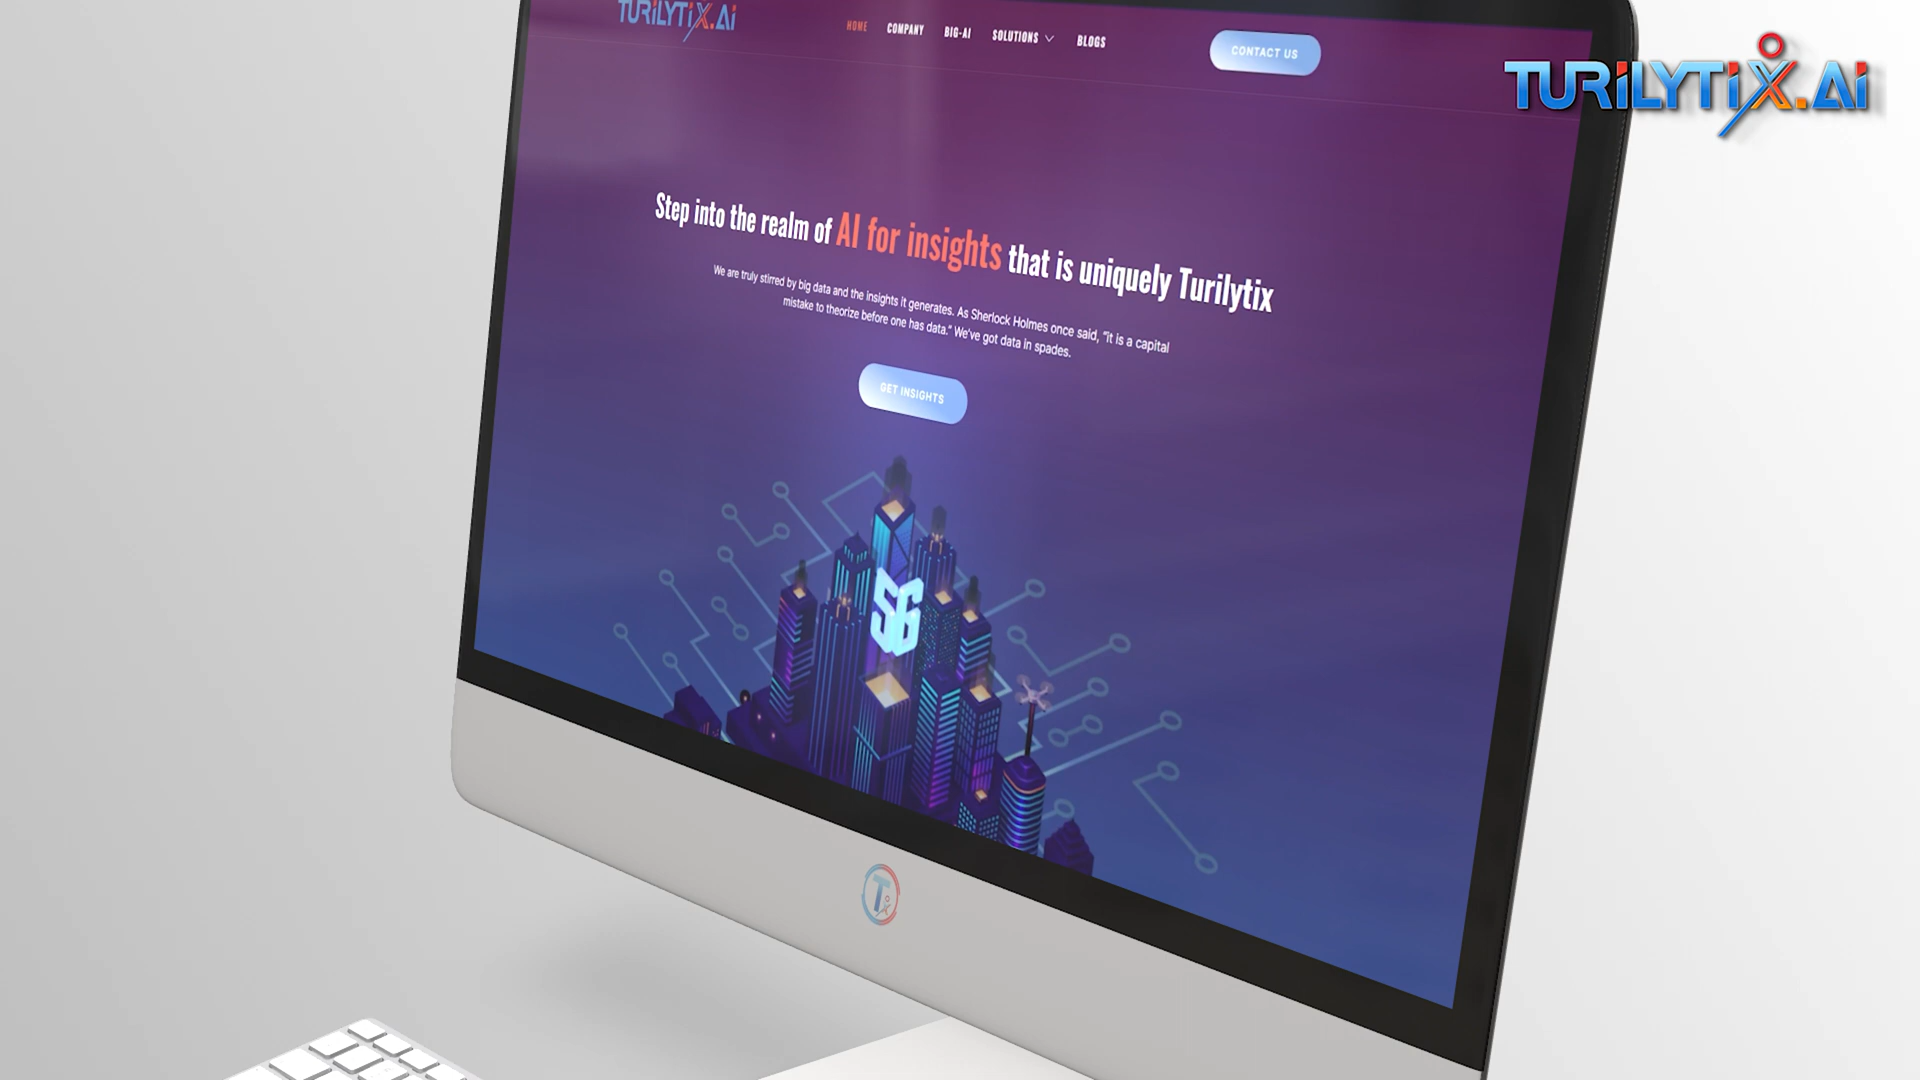 TURILYTIX.AI
HOME COMPANY BIG-AI SOLUTIONS BLOGS CONTACT US
TURILYTIX.AI
Step into the realm of AI for insights that is uniquely Turilytix
We are truly stirred by big data and the insights it generates. As Sherlock Holmes once said, "it is a capital
mistake to theorize before one has data." We've got data in spades.
GET INSIGHTS
5G
T